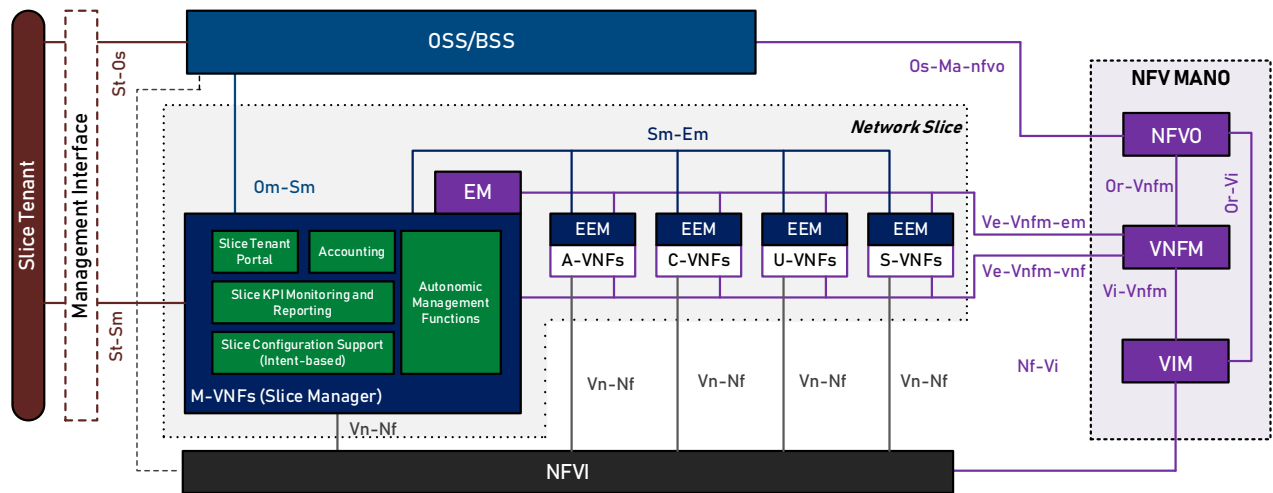 OSS/BSS
St-Os
Os-Ma-nfvo
NFV MANO
Slice Tenant
Management Interface
Network Slice
Sm-Em
NFVO
Om-Sm
EM
Or-Vnfm
Or-Vi
Slice Tenant
Portal
Accounting
EEM
EEM
EEM
EEM
Ve-Vnfm-em
A-VNFs
C-VNFs
U-VNFs
S-VNFs
VNFM
Ve-Vnfm-vnf
Slice KPI Monitoring and
Reporting
Autonomic
Management
Functions
Vi-Vnfm
St-Sm
Slice Configuration Support
(Intent-based)
VIM
Nf-Vi
M-VNFs (Slice Manager)
Vn-Nf
Vn-Nf
Vn-Nf
Vn-Nf
Vn-Nf
NFVI